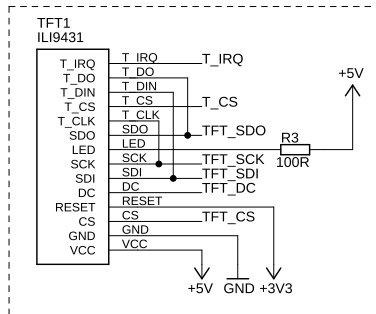 TFT1
ILI9431
T_IRQ T_IRQ T_IRQ
T_DO T_DO
T_DIN T_DIN
T_CS T_CS T_CS
T_CLK T_CLK
SDO SDO TFT_SDO
LED LED
SCK SCK TFT_SCK
SDI SDI TFT_SDI
DC DC TFT_DC
RESET RESET
CS CS TFT_CS
GND GND
VCC VCC
+5V
R3
100R
+5V GND +3V3